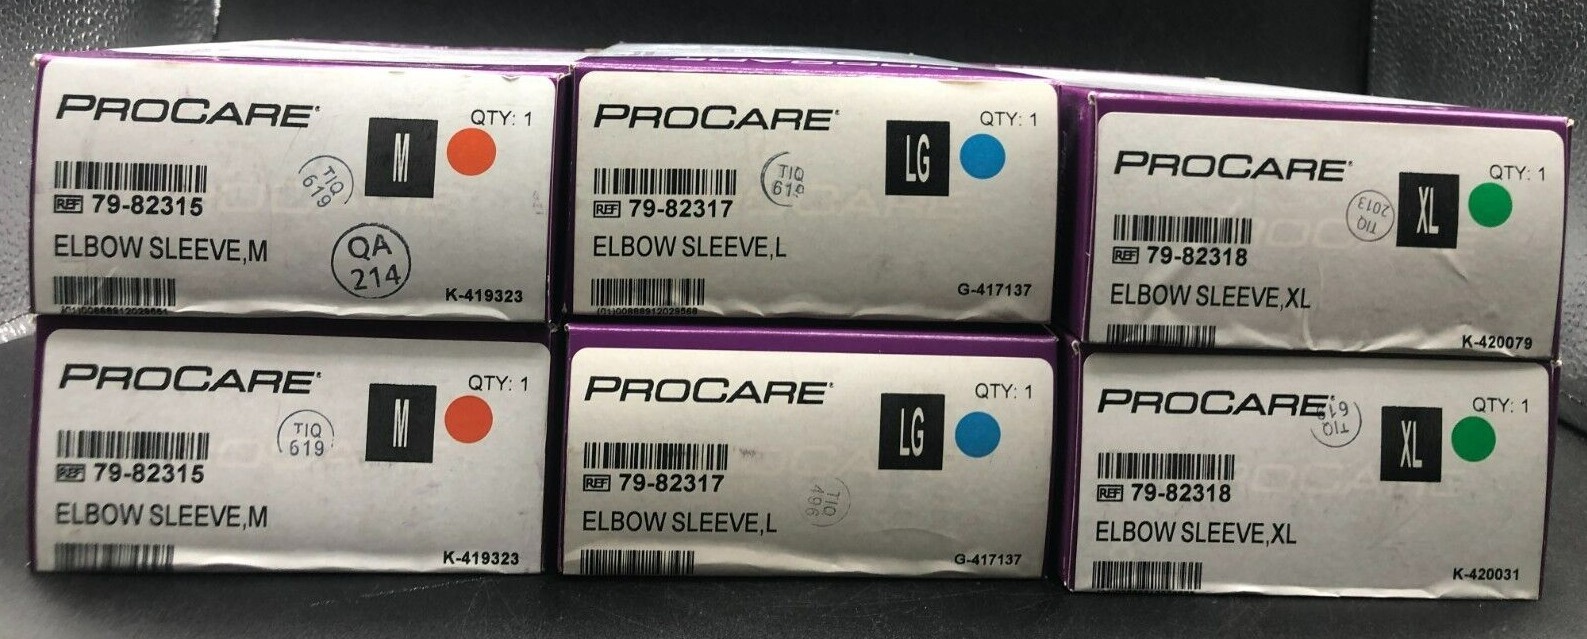 PROCARE
QTY: 1
M
TIQ
619
REF 79-82315
ELBOW SLEEVE,M
QA
214
K-419323
PROCARE
QTY: 1
LG
TIQ
619
REF 79-82317
ELBOW SLEEVE,L
G-417137
PROCARE
QTY: 1
XL
TIQ
2013
REF 79-82318
ELBOW SLEEVE,XL
K-420079
PROCARE
QTY: 1
M
TIQ
619
REF 79-82315
ELBOW SLEEVE,M
K-419323
PROCARE
QTY: 1
LG
REF 79-82317
TIQ
496
ELBOW SLEEVE,L
G-417137
PROCARE
QTY: 1
XL
TIQ
619
REF 79-82318
ELBOW SLEEVE,XL
K-420031